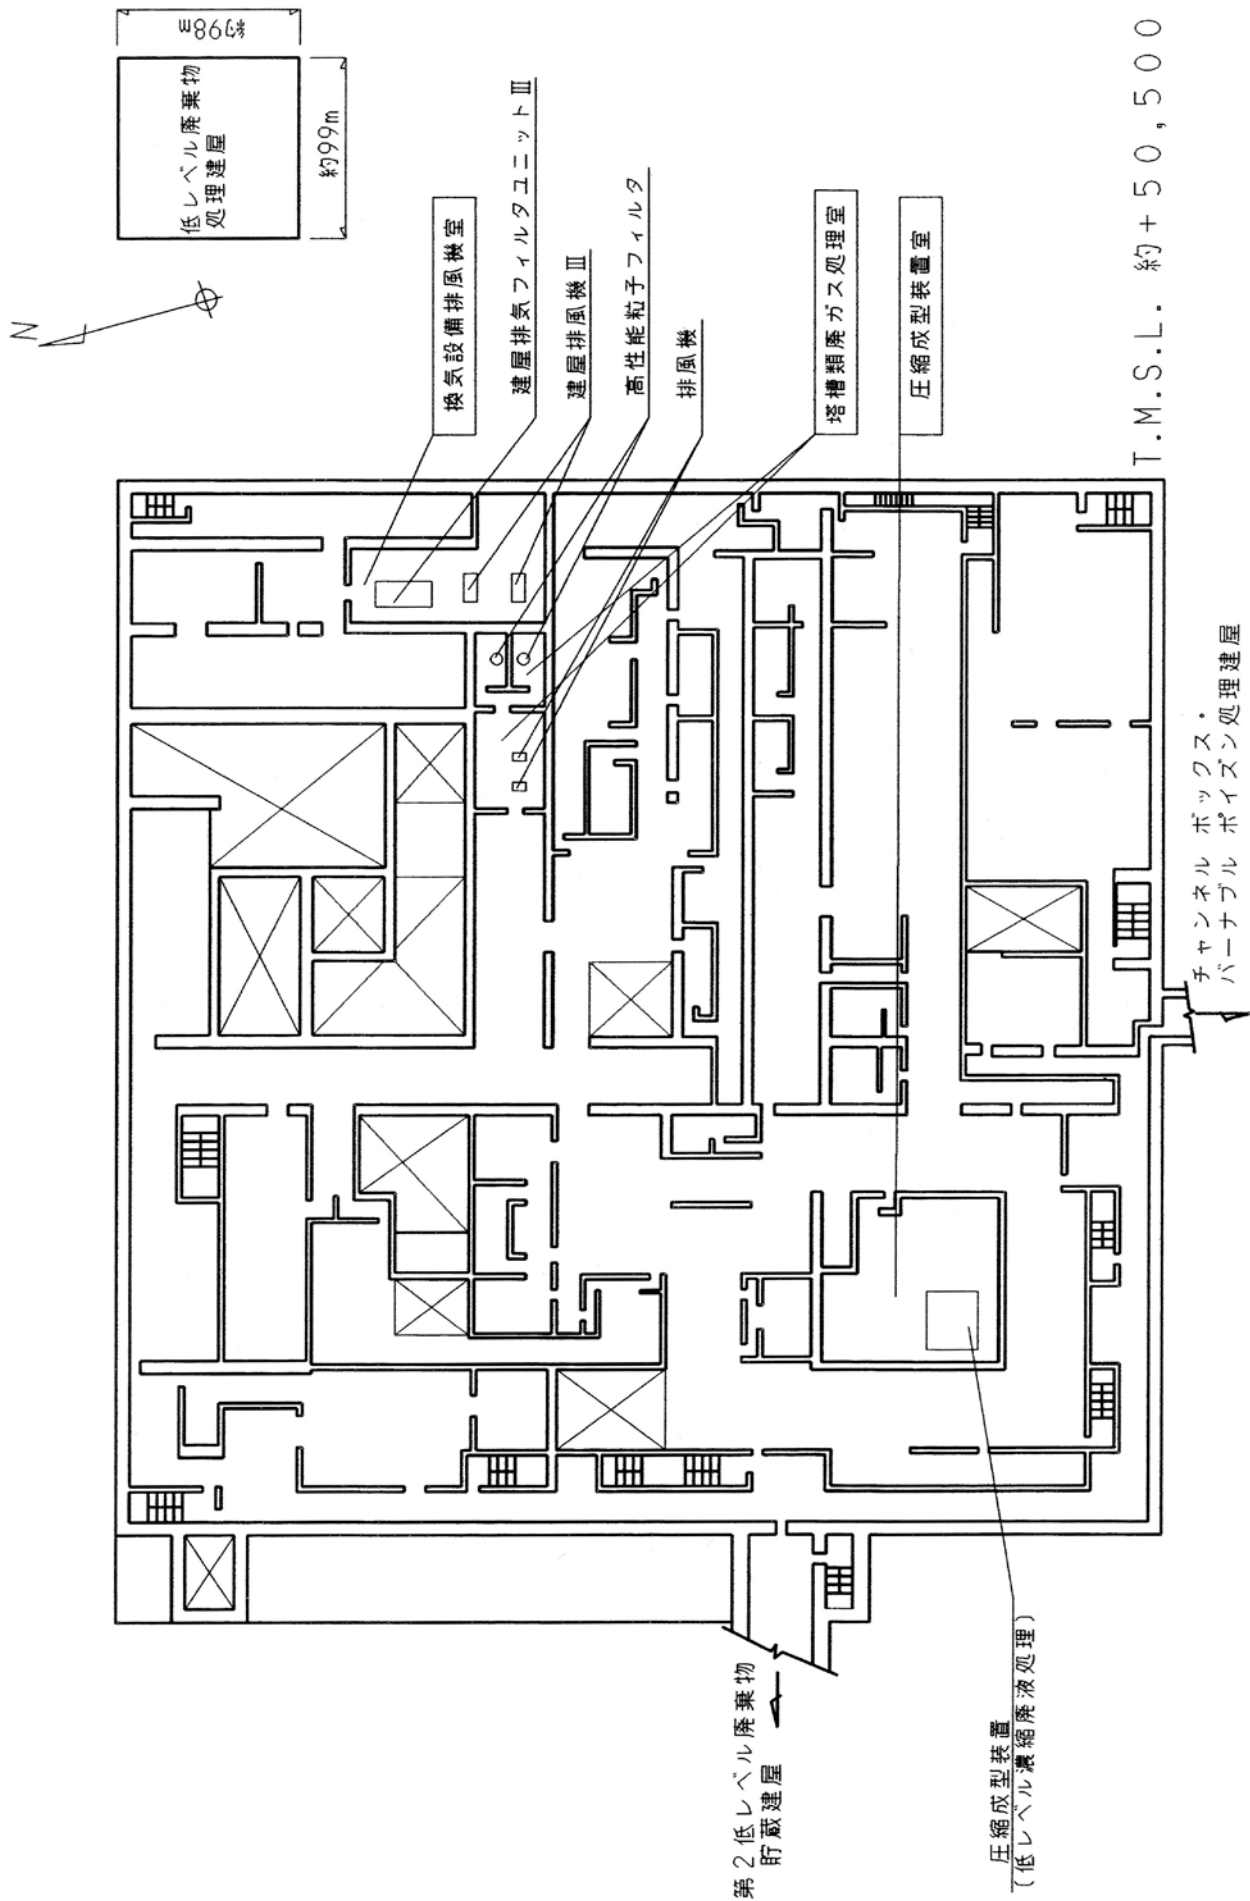 N
低レベル廃棄物
処理建屋
約98m
約99m
換気設備排風機室
建屋排気フィルタユニットⅢ
建屋排風機Ⅲ
高性能粒子フィルタ
排風機
塔槽類廃ガス処理室
圧縮成型装置室
T.M.S.L. 約+50,500
チャンネル ボックス・
バーナブル ポイズン処理建屋
第2低レベル廃棄物
貯蔵建屋
圧縮成型装置
(低レベル濃縮廃液処理)